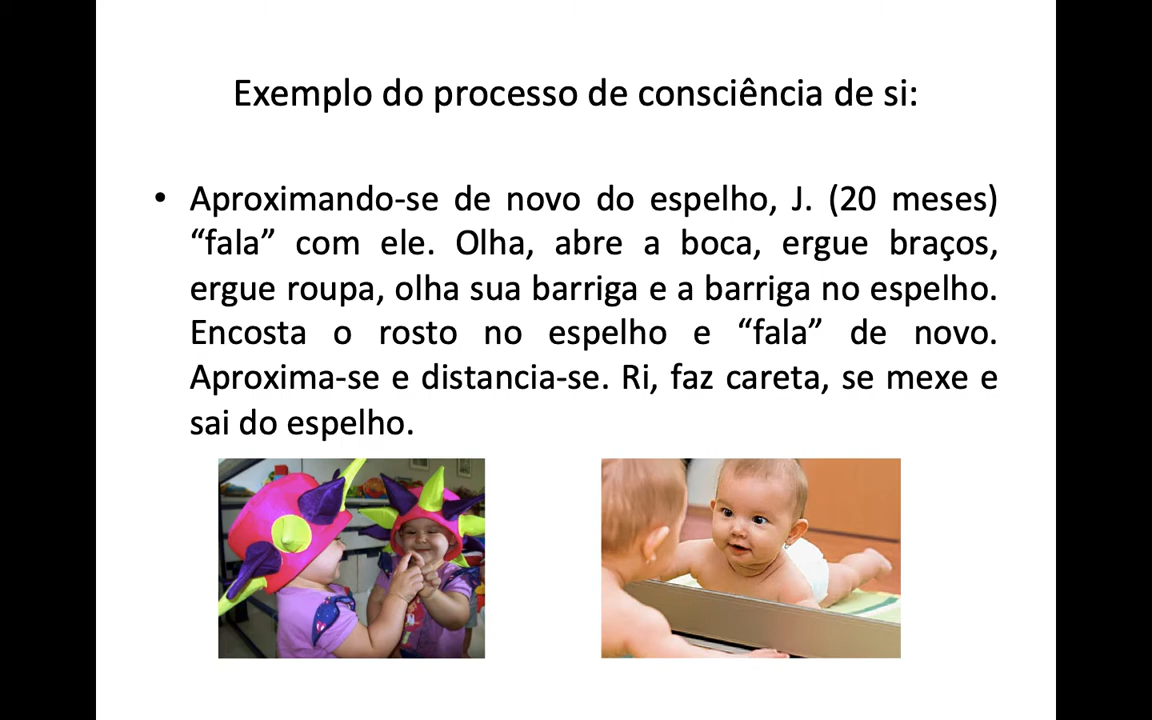 Exemplo do processo de consciência de si:
• Aproximando-se de novo do espelho, J. (20 meses)
“fala” com ele. Olha, abre a boca, ergue braços,
ergue roupa, olha sua barriga e a barriga no espelho.
Encosta o rosto no espelho e “fala” de novo.
Aproxima-se e distancia-se. Ri, faz careta, se mexe e
sai do espelho.